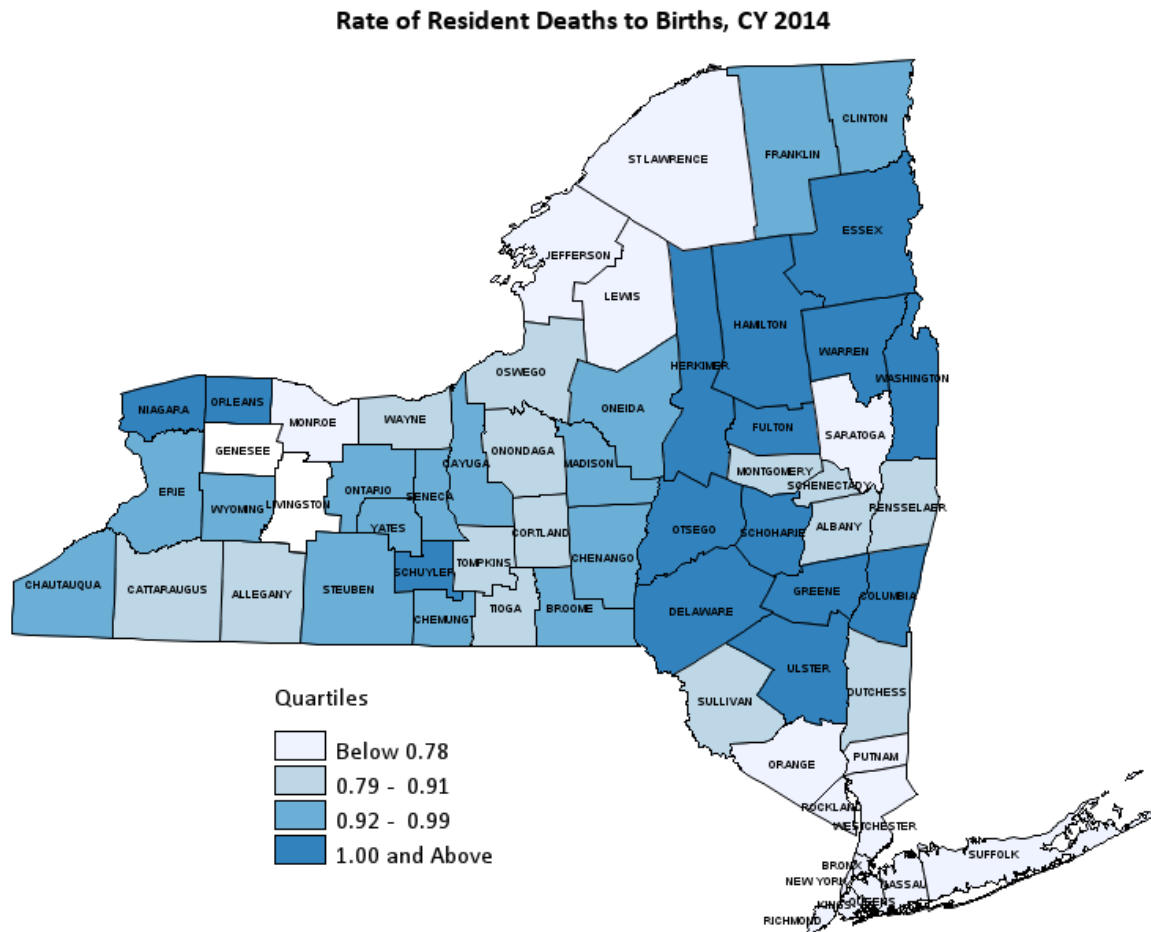 Rate of Resident Deaths to Births, CY 2014
CLINTON
ST LAWRENCE
FRANKLIN
ESSEX
JEFFERSON
LEWIS
HAMILTON
WARREN
HERKIMER
OSWEGO
WASHINGTON
ORLEANS
NIAGARA
ONEIDA
WAYNE
MONROE
FULTON
SARATOGA
GENESEE
ONONDAGA
MADISON
CAYUGA
MONTGOMERY
SCHENECTADY
ERIE
ONTARIO
SENECA
LIVINGSTON
WYOMING
RENSSELAER
YATES
CORTLAND
OTSEGO
SCHOHARIE
ALBANY
CHENANGO
TOMPKINS
SCHUYLER
CHAUTAUQUA
CATTARAUGUS
ALLEGANY
STEUBEN
GREENE
COLUMBIA
TIOGA
BROOME
DELAWARE
CHEMUNG
ULSTER
DUTCHESS
SULLIVAN
Quartiles
Below 0.78
0.79 - 0.91
0.92 - 0.99
1.00 and Above
PUTNAM
ORANGE
ROCKLAND
WESTCHESTER
SUFFOLK
BRONX
NEW YORK
NASSAU
QUEENS
KINGS
RICHMOND